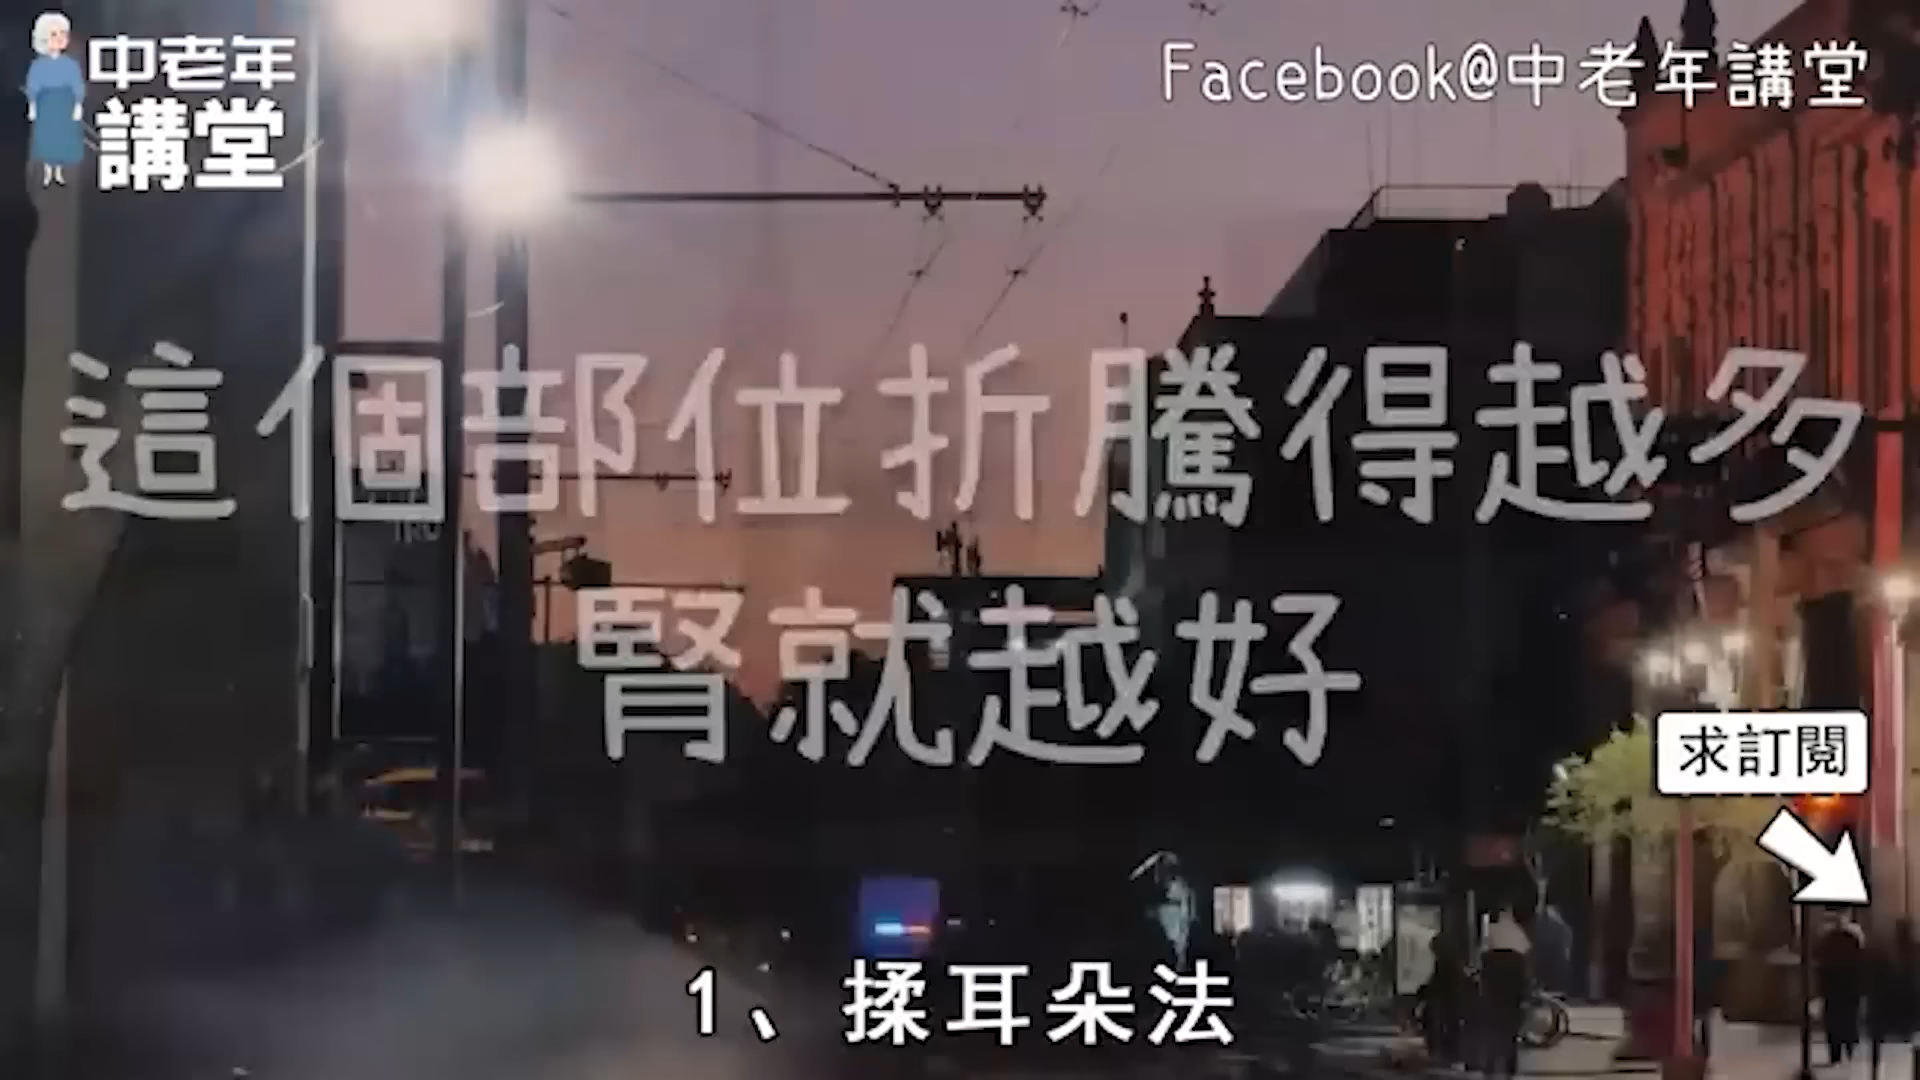 中老年
講堂
Facebook@中老年講堂
這個部位折騰得越多
腎就越好
求訂閱
1、揉耳朵法